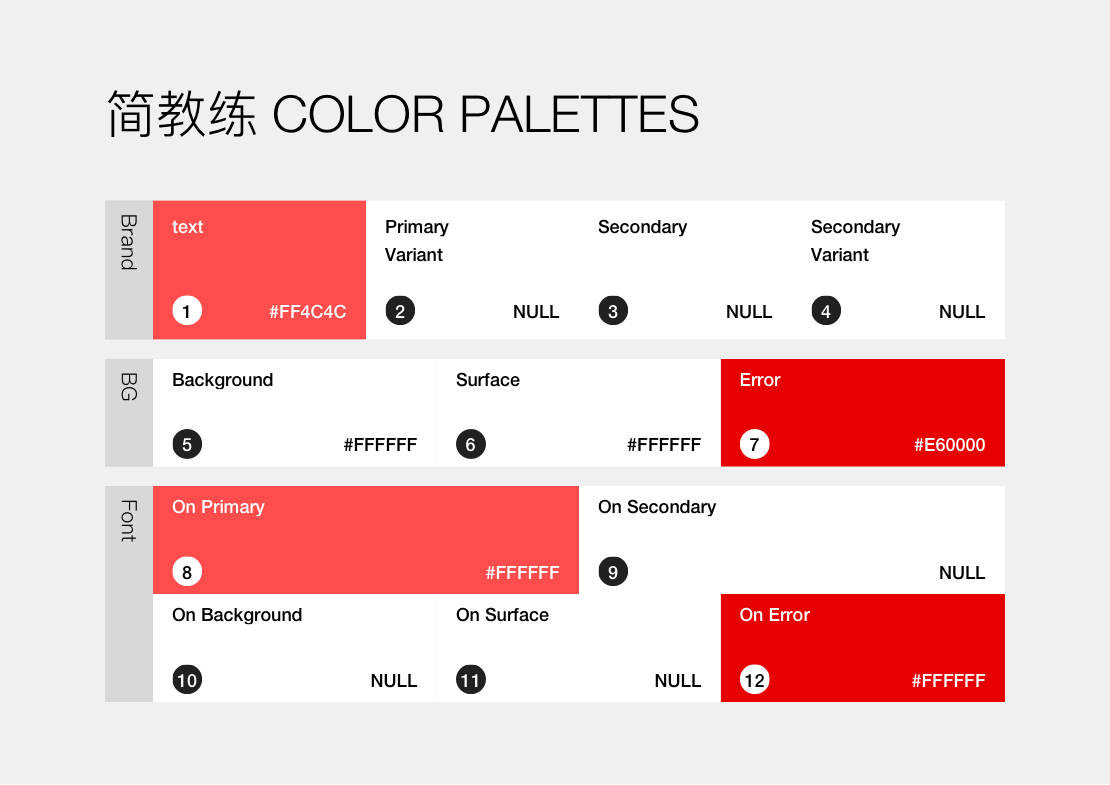 简教练 COLOR PALETTES
Brand
text
1
#FF4C4C
Primary
Variant
2
NULL
Secondary
3
NULL
Secondary
Variant
4
NULL
BG
Background
5
#FFFFFF
Surface
6
#FFFFFF
Error
7
#E60000
Font
On Primary
8
#FFFFFF
On Secondary
9
NULL
On Background
10
NULL
On Surface
11
NULL
On Error
12
#FFFFFF